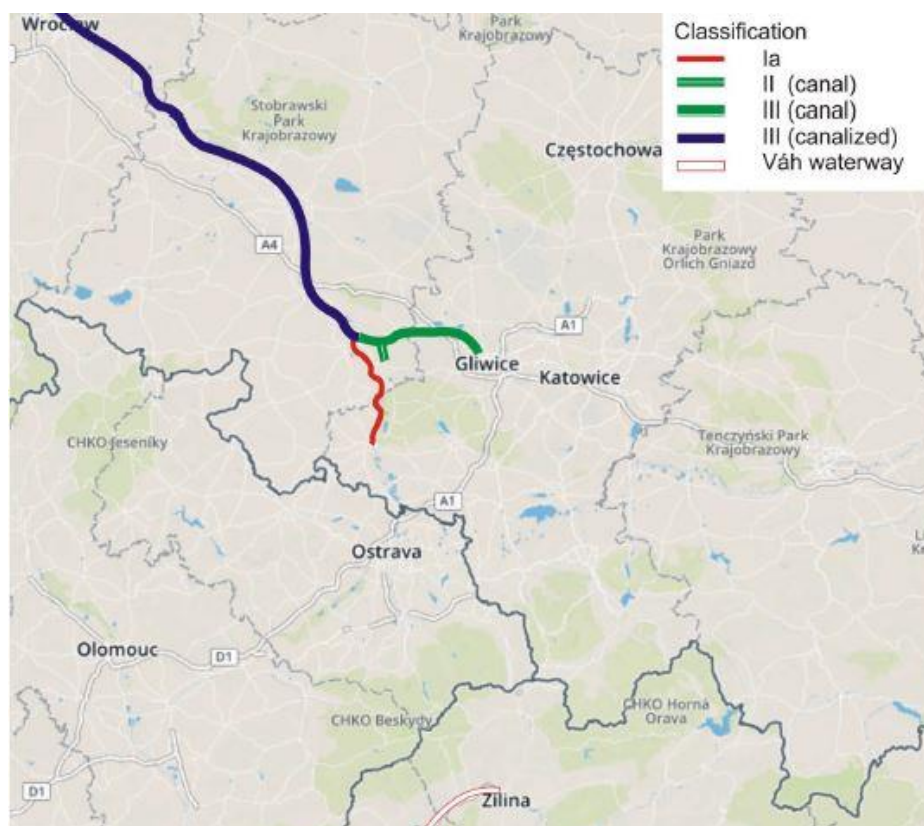 Wrocław
Park
Krajobrazowy
Classification
Ia
II (canal)
III (canal)
III (canalized)
Váh waterway
Stobrawski
Park
Krajobrazowy
Częstochowa
A4
Park
Krajobrazowy
Orlich Gniazd
A1
Gliwice
Katowice
CHKO Jeseníky
Tenczyński Park
Krajobrazowy
A1
Ostrava
Olomouc
D1
CHKO Horná
Orava
CHKO Beskydy
D1
Zilina